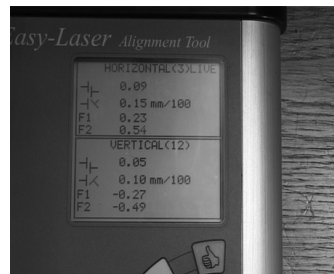 Easy-Laser Alignment Tool
HORIZONTAL(3)LIVE
0.09
0.15 mm/100
F1 0.23
F2 0.54
VERTICAL(12)
0.05
0.10 mm/100
F1 -0.27
F2 -0.49